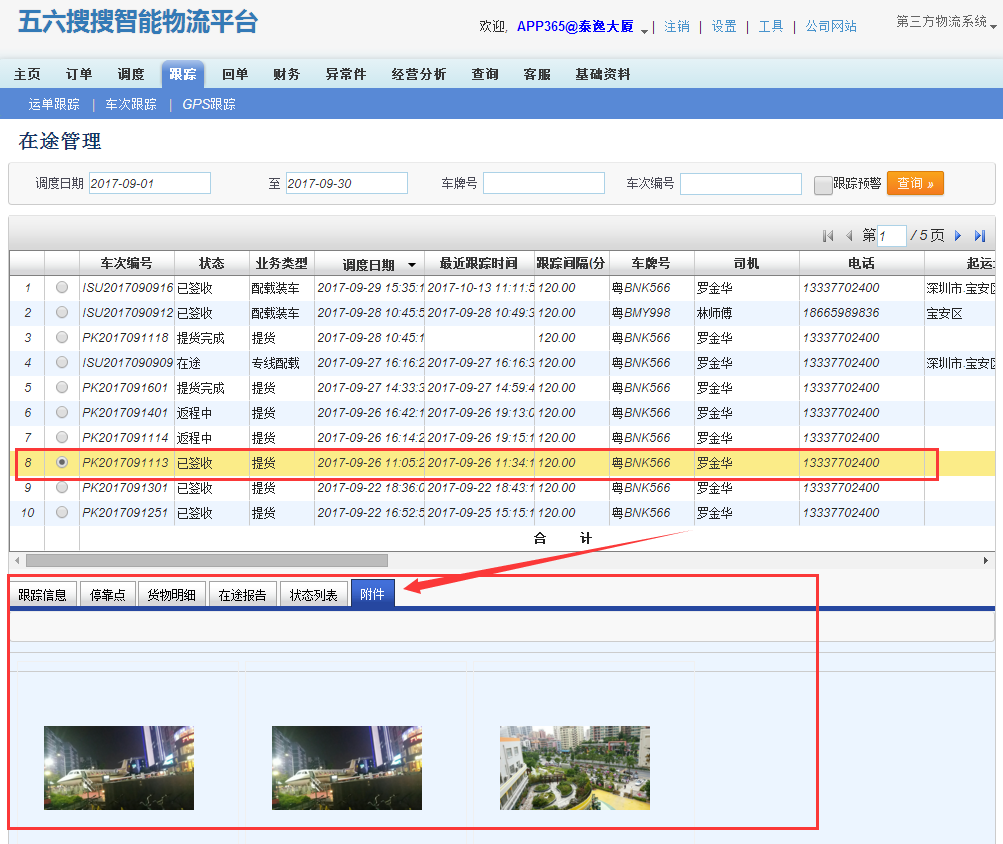 五六搜搜智能物流平台
欢迎, APP365@泰逸大厦 | 注销 | 设置 | 工具 | 公司网站 第三方物流系统
主页 订单 调度 跟踪 回单 财务 异常件 经营分析 查询 客服 基础资料
运单跟踪 | 车次跟踪 | GPS跟踪
在途管理
调度日期 2017-09-01 至 2017-09-30 车牌号 车次编号 跟踪预警 查询 »
第 1 / 5 页
车次编号 状态 业务类型 调度日期 最近跟踪时间 跟踪间隔(分 车牌号 司机 电话 起运
1 ISU2017090916 已签收 配载装车 2017-09-29 15:35:1 2017-10-13 11:11:5 120.00 粤BNK566 罗金华 13337702400 深圳市.宝安区
2 ISU2017090912 已签收 配载装车 2017-09-28 10:45:5 2017-09-28 10:49:3 120.00 粤BMY998 林师傅 18665989836 宝安区
3 PK2017091118 提货完成 提货 2017-09-28 10:45:1 120.00 粤BNK566 罗金华 13337702400
4 ISU2017090909 在途 专线配载 2017-09-27 16:16:2 2017-09-27 16:16:3 120.00 粤BNK566 罗金华 13337702400 深圳市.宝安区
5 PK2017091601 提货完成 提货 2017-09-27 14:33:3 2017-09-27 14:59:4 120.00 粤BNK566 罗金华 13337702400
6 PK2017091401 返程中 提货 2017-09-26 16:42:1 2017-09-26 19:13:0 120.00 粤BNK566 罗金华 13337702400
7 PK2017091114 返程中 提货 2017-09-26 16:14:2 2017-09-26 19:15:1 120.00 粤BNK566 罗金华 13337702400
8 PK2017091113 已签收 提货 2017-09-26 11:05:2 2017-09-26 11:34:1 120.00 粤BNK566 罗金华 13337702400
9 PK2017091301 已签收 提货 2017-09-22 18:36:0 2017-09-22 18:43:1 120.00 粤BNK566 罗金华 13337702400
10 PK2017091251 已签收 提货 2017-09-22 16:52:5 2017-09-25 15:15:1 120.00 粤BNK566 罗金华 13337702400
合 计
跟踪信息 停靠点 货物明细 在途报告 状态列表 附件